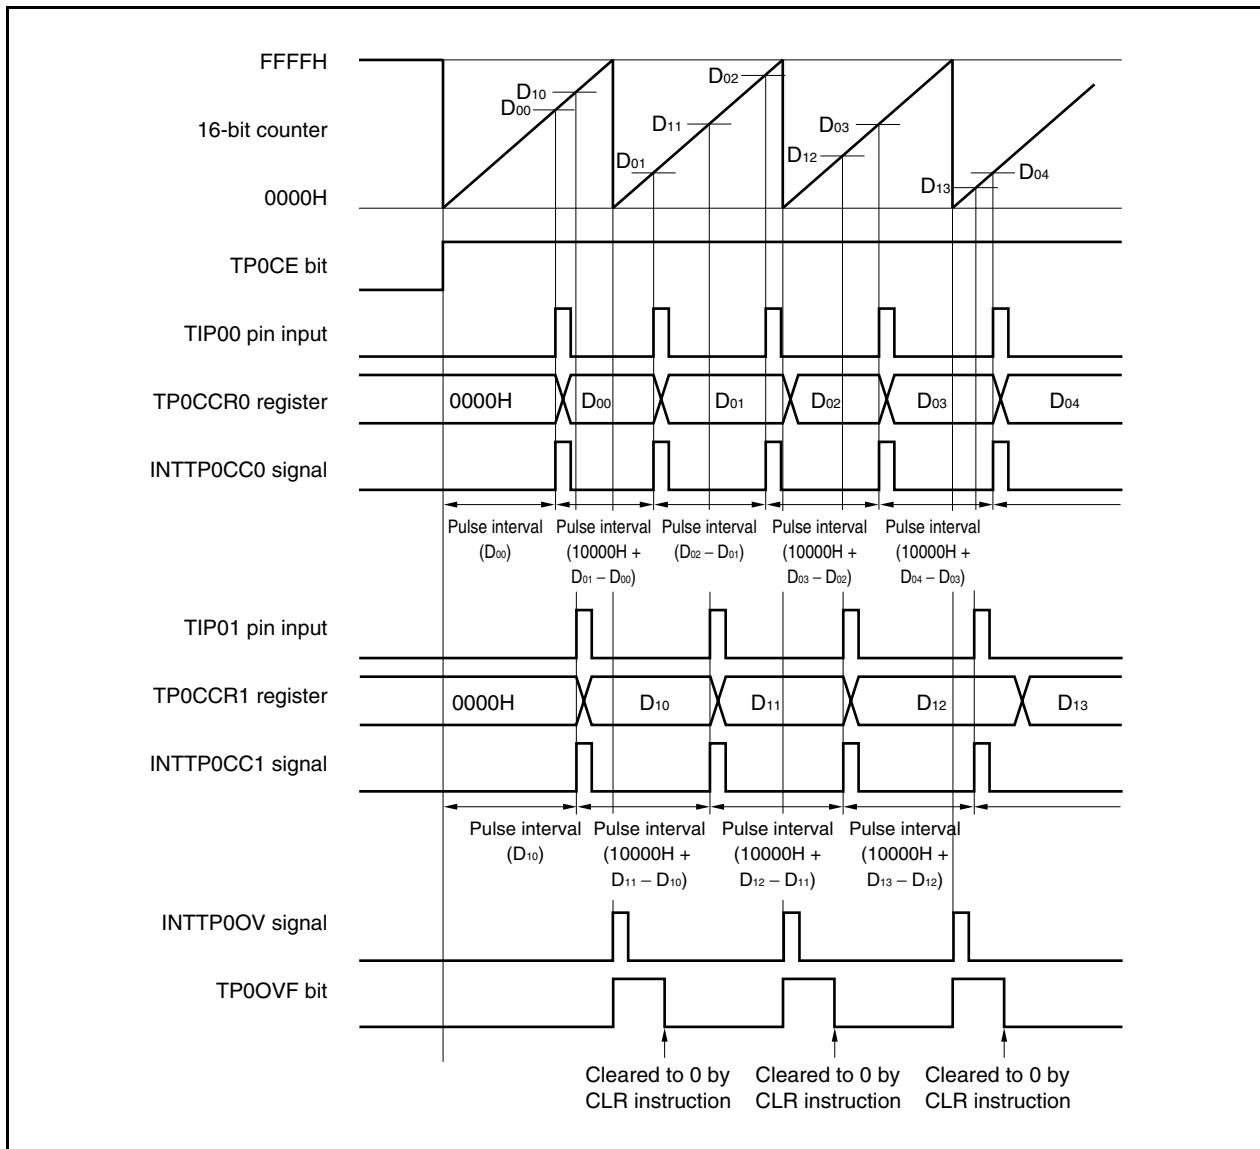 FFFFH
D10
D00
D02
16-bit counter
D11
D03
D01
D12
D13
D04
0000H
TP0CE bit
TIP00 pin input
TP0CCR0 register
0000H
D00
D01
D02
D03
D04
INTTP0CC0 signal
Pulse interval
(D00)
Pulse interval
(10000H +
D01 – D00)
Pulse interval
(D02 – D01)
Pulse interval
(10000H +
D03 – D02)
Pulse interval
(10000H +
D04 – D03)
TIP01 pin input
TP0CCR1 register
0000H
D10
D11
D12
D13
INTTP0CC1 signal
Pulse interval
(D10)
Pulse interval
(10000H +
D11 – D10)
Pulse interval
(10000H +
D12 – D11)
Pulse interval
(10000H +
D13 – D12)
INTTP0OV signal
TP0OVF bit
Cleared to 0 by
CLR instruction
Cleared to 0 by
CLR instruction
Cleared to 0 by
CLR instruction